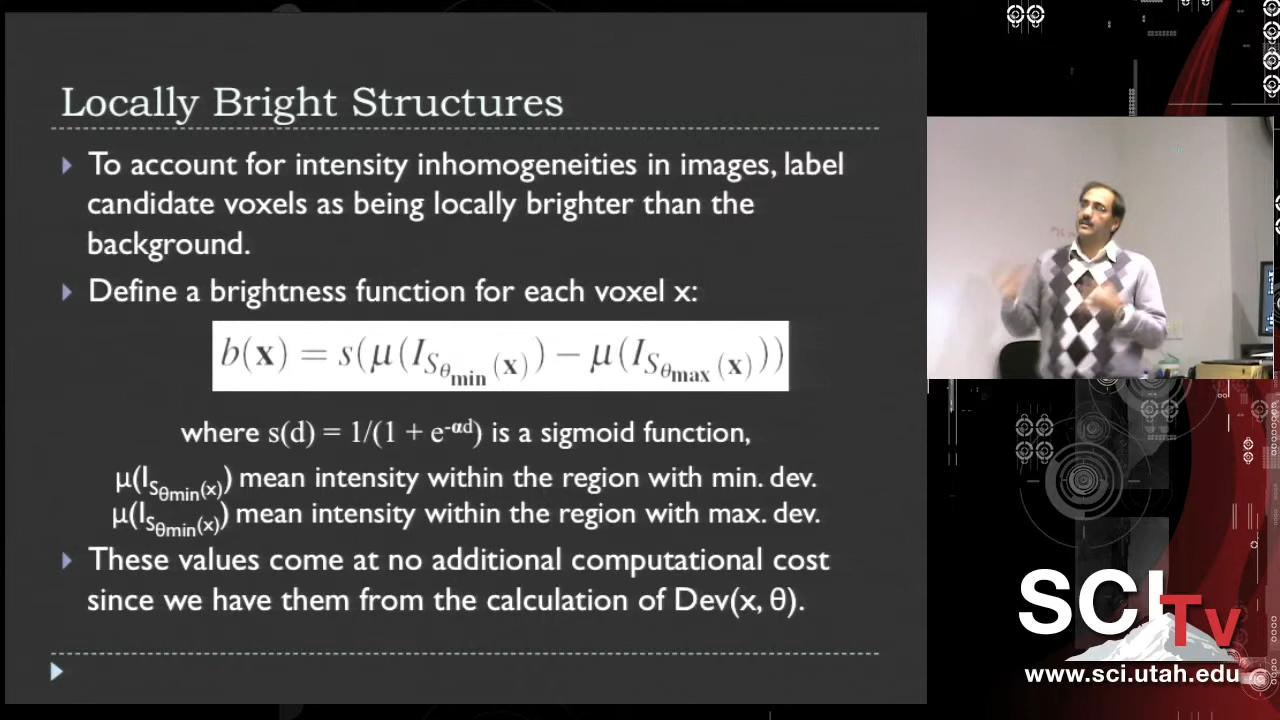 Locally Bright Structures
To account for intensity inhomogeneities in images, label
candidate voxels as being locally brighter than the
background.
Define a brightness function for each voxel x:
b(x) = s(μ(I_{S_{θ_min}(x)}) − μ(I_{S_{θ_max}(x)}))
where s(d) = 1/(1 + e^{-αd}) is a sigmoid function,
μ(I_{S_{θmin}(x)}) mean intensity within the region with min. dev.
μ(I_{S_{θmin}(x)}) mean intensity within the region with max. dev.
These values come at no additional computational cost
since we have them from the calculation of Dev(x, θ).
SCI Tv
www.sci.utah.edu